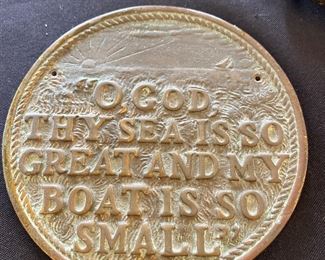 "O GOD,
THY SEA IS SO
GREAT AND MY
BOAT IS SO
SMALL"